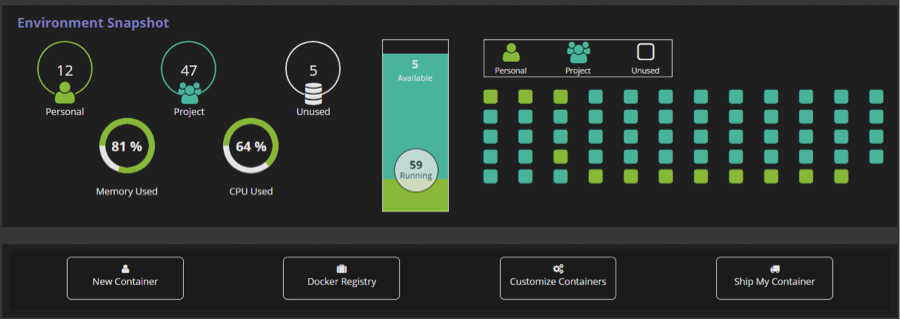 Environment Snapshot
12
Personal
47
Project
5
Unused
81 %
Memory Used
64 %
CPU Used
5
Available
59
Running
Personal
Project
Unused
New Container
Docker Registry
Customize Containers
Ship My Container